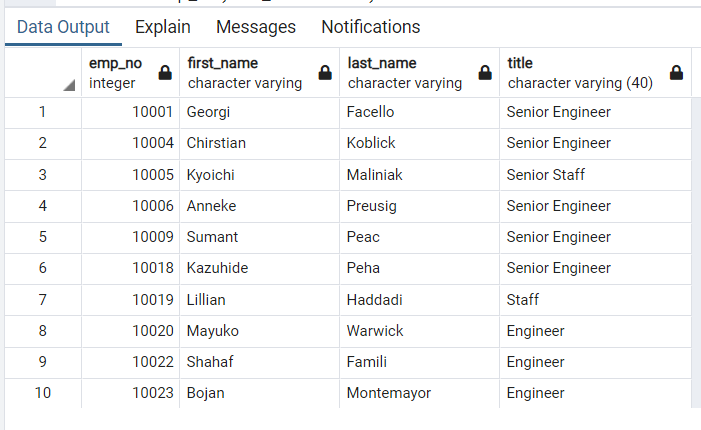 Data Output Explain Messages Notifications
emp_no first_name last_name title
integer character varying character varying character varying (40)
1 10001 Georgi Facello Senior Engineer
2 10004 Chirstian Koblick Senior Engineer
3 10005 Kyoichi Maliniak Senior Staff
4 10006 Anneke Preusig Senior Engineer
5 10009 Sumant Peac Senior Engineer
6 10018 Kazuhide Peha Senior Engineer
7 10019 Lillian Haddadi Staff
8 10020 Mayuko Warwick Engineer
9 10022 Shahaf Famili Engineer
10 10023 Bojan Montemayor Engineer